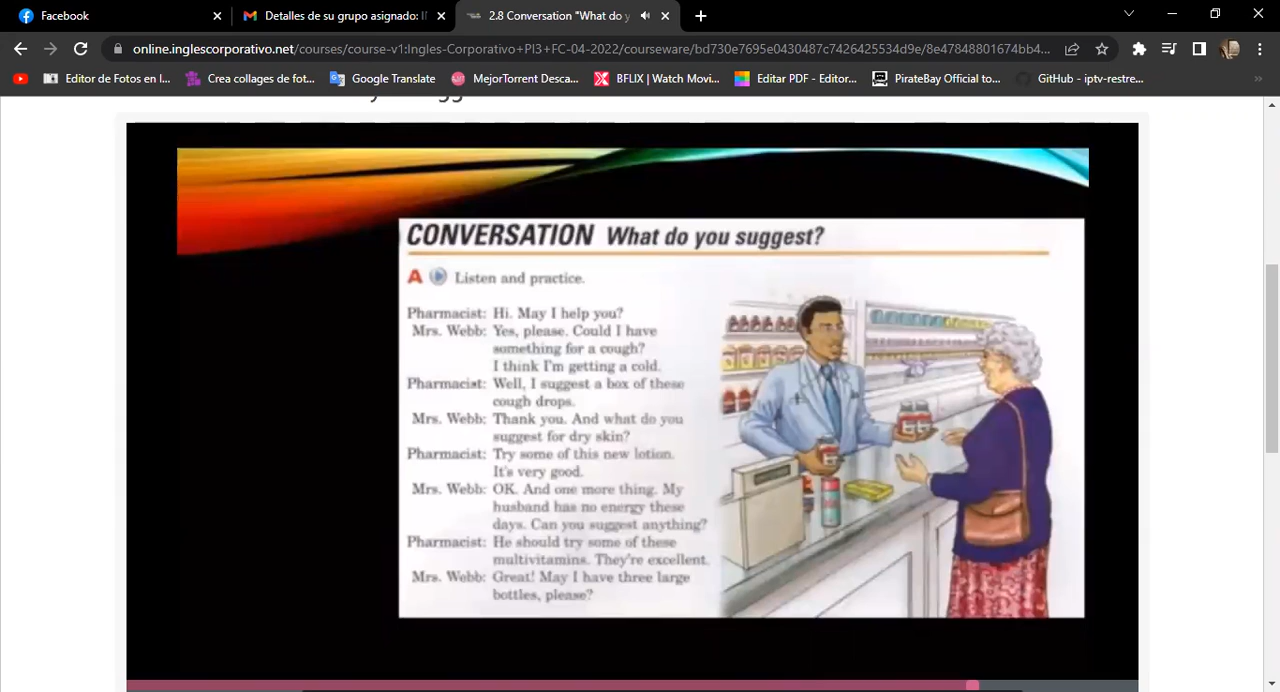 Facebook
Detalles de su grupo asignado: I
2.8 Conversation "What do y
online.inglescorporativo.net/courses/course-v1:Ingles-Corporativo+PI3+FC-04-2022/courseware/bd730e7695e0430487c7426425534d9e/8e47848801674bb4...
Editor de Fotos en l...
Crea collages de fot...
Google Translate
MejorTorrent Desca...
BFLIX | Watch Movi...
Editar PDF - Editor...
PirateBay Official to...
GitHub - iptv-restre...
CONVERSATION What do you suggest?
A Listen and practice.
Pharmacist: Hi. May I help you?
Mrs. Webb: Yes, please. Could I have
something for a cough?
I think I'm getting a cold.
Pharmacist: Well, I suggest a box of these
cough drops.
Mrs. Webb: Thank you. And what do you
suggest for dry skin?
Pharmacist: Try some of this new lotion.
It's very good.
Mrs. Webb: OK. And one more thing. My
husband has no energy these
days. Can you suggest anything?
Pharmacist: He should try some of these
multivitamins. They're excellent.
Mrs. Webb: Great! May I have three large
bottles, please?